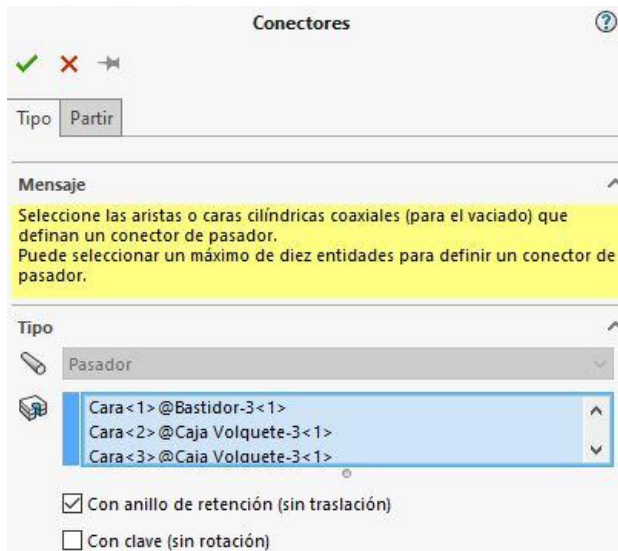 Conectores
Tipo
Partir
Mensaje
Seleccione las aristas o caras cilíndricas coaxiales (para el vaciado) que
definan un conector de pasador.
Puede seleccionar un máximo de diez entidades para definir un conector de
pasador.
Tipo
Pasador
Cara<1>@Bastidor-3<1>
Cara<2>@Caja Volquete-3<1>
Cara<3>@Caja Volquete-3<1>
Con anillo de retención (sin traslación)
Con clave (sin rotación)